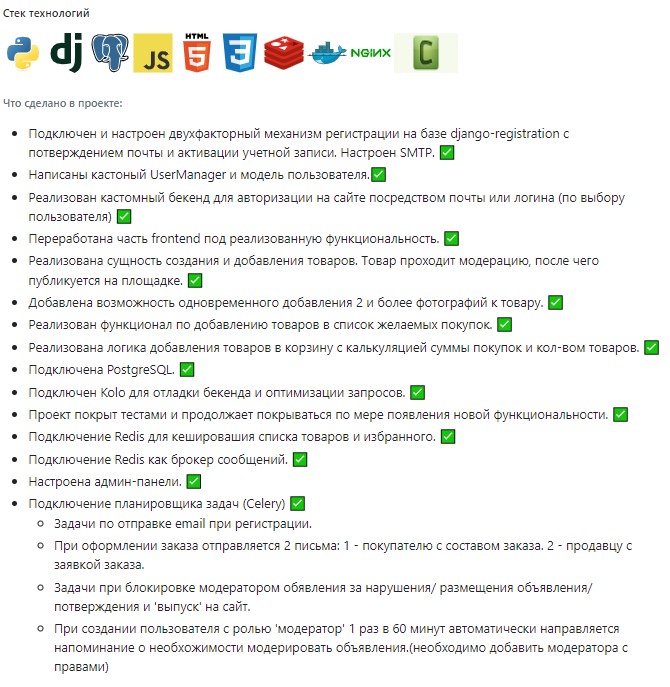 Стек технологий
dj JS HTML 5 3 NGINX C
Что сделано в проекте:
Подключен и настроен двухфакторный механизм регистрации на базе django-registration с
потверждением почты и активации учетной записи. Настроен SMTP.
Написаны кастоный UserManager и модель пользователя.
Реализован кастомный бекенд для авторизации на сайте посредством почты или логина (по выбору
пользователя)
Переработана часть frontend под реализованную функциональность.
Реализована сущность создания и добавления товаров. Товар проходит модерацию, после чего
публикуется на площадке.
Добавлена возможность одновременного добавления 2 и более фотографий к товару.
Реализован функционал по добавлению товаров в список желаемых покупок.
Реализована логика добавления товаров в корзину с калькуляцией суммы покупок и кол-вом товаров.
Подключена PostgreSQL.
Подключен Kolo для отладки бекенда и оптимизации запросов.
Проект покрыт тестами и продолжает покрываться по мере появления новой функциональности.
Подключение Redis для кеширошашия списка товаров и избранного.
Подключение Redis как брокер сообщений.
Настроена админ-панели.
Подключение планировщика задач (Celery)
Задачи по отправке email при регистрации.
При оформлении заказа отправляется 2 письма: 1 - покупателю с составом заказа. 2 - продавцу с
заявкой заказа.
Задачи при блокировке модератором обявления за нарушения/ размещения объявления/
потверждения и 'выпуск' на сайт.
При создании пользователя с ролью 'модератор' 1 раз в 60 минут автоматически направляется
напоминание о необхожимости модерировать объявления.(необходимо добавить модератора с
правами)